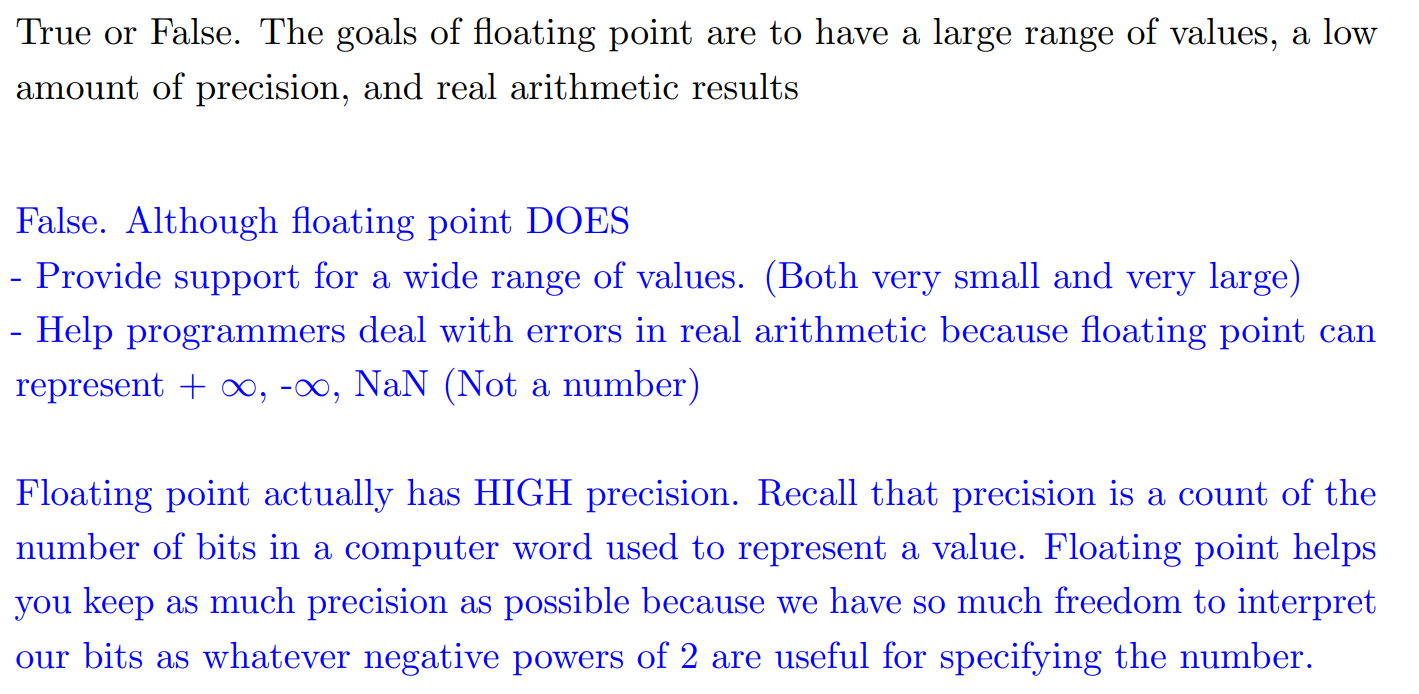 True or False. The goals of floating point are to have a large range of values, a low
amount of precision, and real arithmetic results
False. Although floating point DOES
- Provide support for a wide range of values. (Both very small and very large)
- Help programmers deal with errors in real arithmetic because floating point can
represent + ∞, -∞, NaN (Not a number)
Floating point actually has HIGH precision. Recall that precision is a count of the
number of bits in a computer word used to represent a value. Floating point helps
you keep as much precision as possible because we have so much freedom to interpret
our bits as whatever negative powers of 2 are useful for specifying the number.